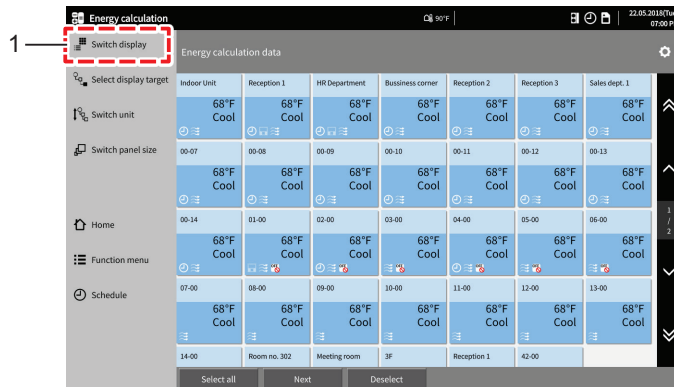 Energy calculation
90°F
22.05.2018(Tue
07:00 PM
1
Switch display
Energy calculation data
Select display target
Switch unit
Switch panel size
Home
Function menu
Schedule
Indoor Unit Reception 1 HR Department Bussiness corner Reception 2 Reception 3 Sales dept. 1
68°F 68°F 68°F 68°F 68°F 68°F 68°F
Cool Cool Cool Cool Cool Cool Cool
00-07 00-08 00-09 00-10 00-11 00-12 00-13
68°F 68°F 68°F 68°F 68°F 68°F 68°F
Cool Cool Cool Cool Cool Cool Cool
00-14 01-00 02-00 03-00 04-00 05-00 06-00
68°F 68°F 68°F 68°F 68°F 68°F 68°F
Cool Cool Cool Cool Cool Cool Cool
07-00 08-00 09-00 10-00 11-00 12-00 13-00
68°F 68°F 68°F 68°F 68°F 68°F 68°F
Cool Cool Cool Cool Cool Cool Cool
14-00 Room no. 302 Meeting room 3F Reception 1 42-00
1
/
2
Select all Next Deselect